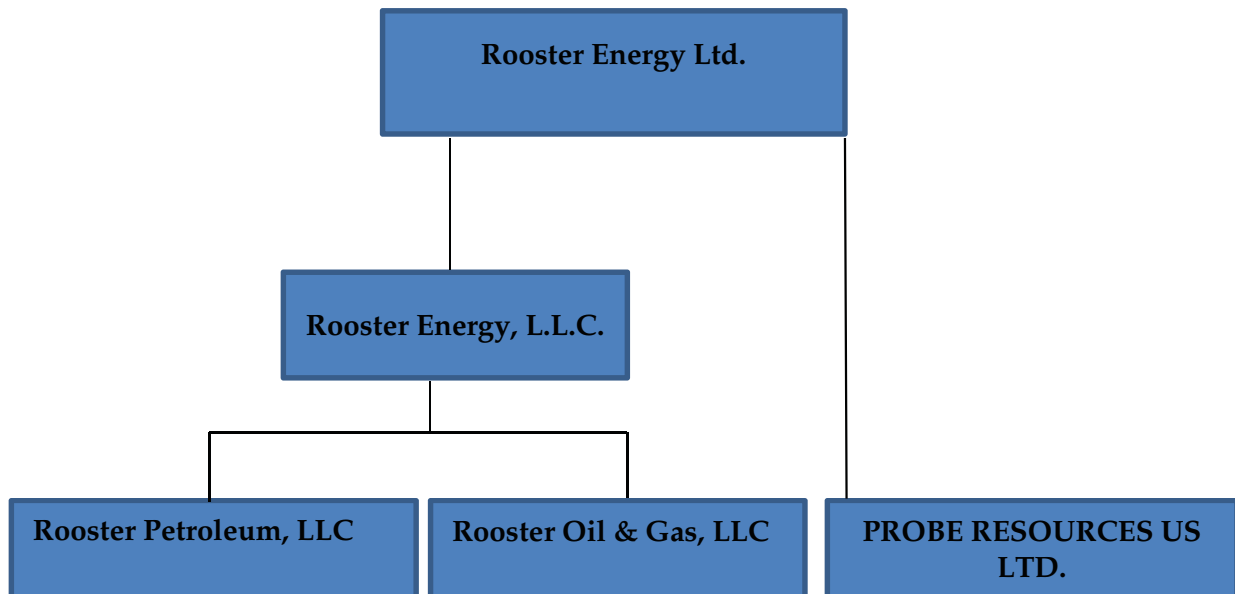 Rooster Energy Ltd.
Rooster Energy, L.L.C.
Rooster Petroleum, LLC
Rooster Oil & Gas, LLC
PROBE RESOURCES US
LTD.